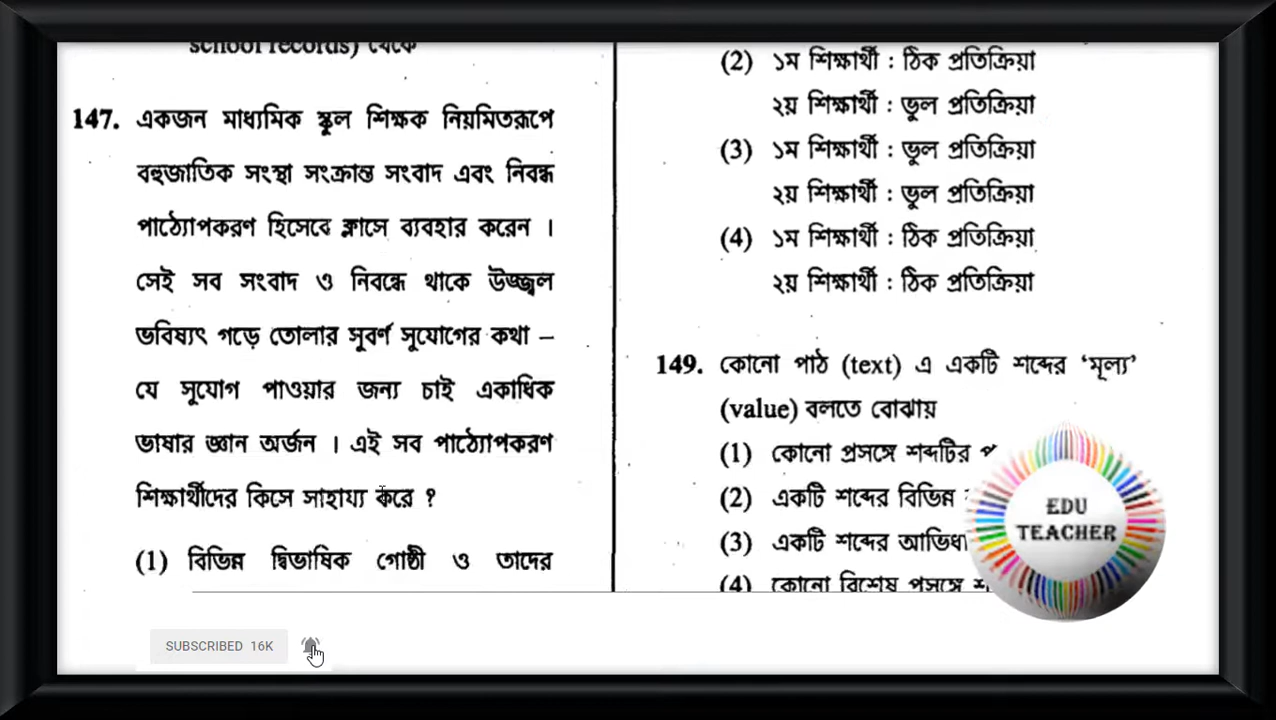 school records) থেকে
147. একজন মাধ্যমিক স্কুল শিক্ষক নিয়মিতরূপে
বহুজাতিক সংস্থা সংক্রান্ত সংবাদ এবং নিবন্ধ
পাঠ্যোপকরণ হিসেবে ক্লাসে ব্যবহার করেন ।
সেই সব সংবাদ ও নিবন্ধে থাকে উজ্জ্বল
ভবিষ্যৎ গড়ে তোলার সুবর্ণ সুযোগের কথা –
যে সুযোগ পাওয়ার জন্য চাই একাধিক
ভাষার জ্ঞান অর্জন । এই সব পাঠ্যোপকরণ
শিক্ষার্থীদের কিসে সাহায্য করে ?
(1) বিভিন্ন দ্বিভাষিক গোষ্ঠী ও তাদের
(2) ১ম শিক্ষার্থী : ঠিক প্রতিক্রিয়া
২য় শিক্ষার্থী : ভুল প্রতিক্রিয়া
(3) ১ম শিক্ষার্থী : ভুল প্রতিক্রিয়া
২য় শিক্ষার্থী : ভুল প্রতিক্রিয়া
(4) ১ম শিক্ষার্থী : ঠিক প্রতিক্রিয়া
২য় শিক্ষার্থী : ঠিক প্রতিক্রিয়া
149. কোনো পাঠ (text) এ একটি শব্দের ‘মূল্য’
(value) বলতে বোঝায়
(1) কোনো প্রসঙ্গে শব্দটির
(2) একটি শব্দের বিভিন্ন
(3) একটি শব্দের
(4) কোনো বিশেষ প্রসঙ্গে
EDU
TEACHER
SUBSCRIBED 16K